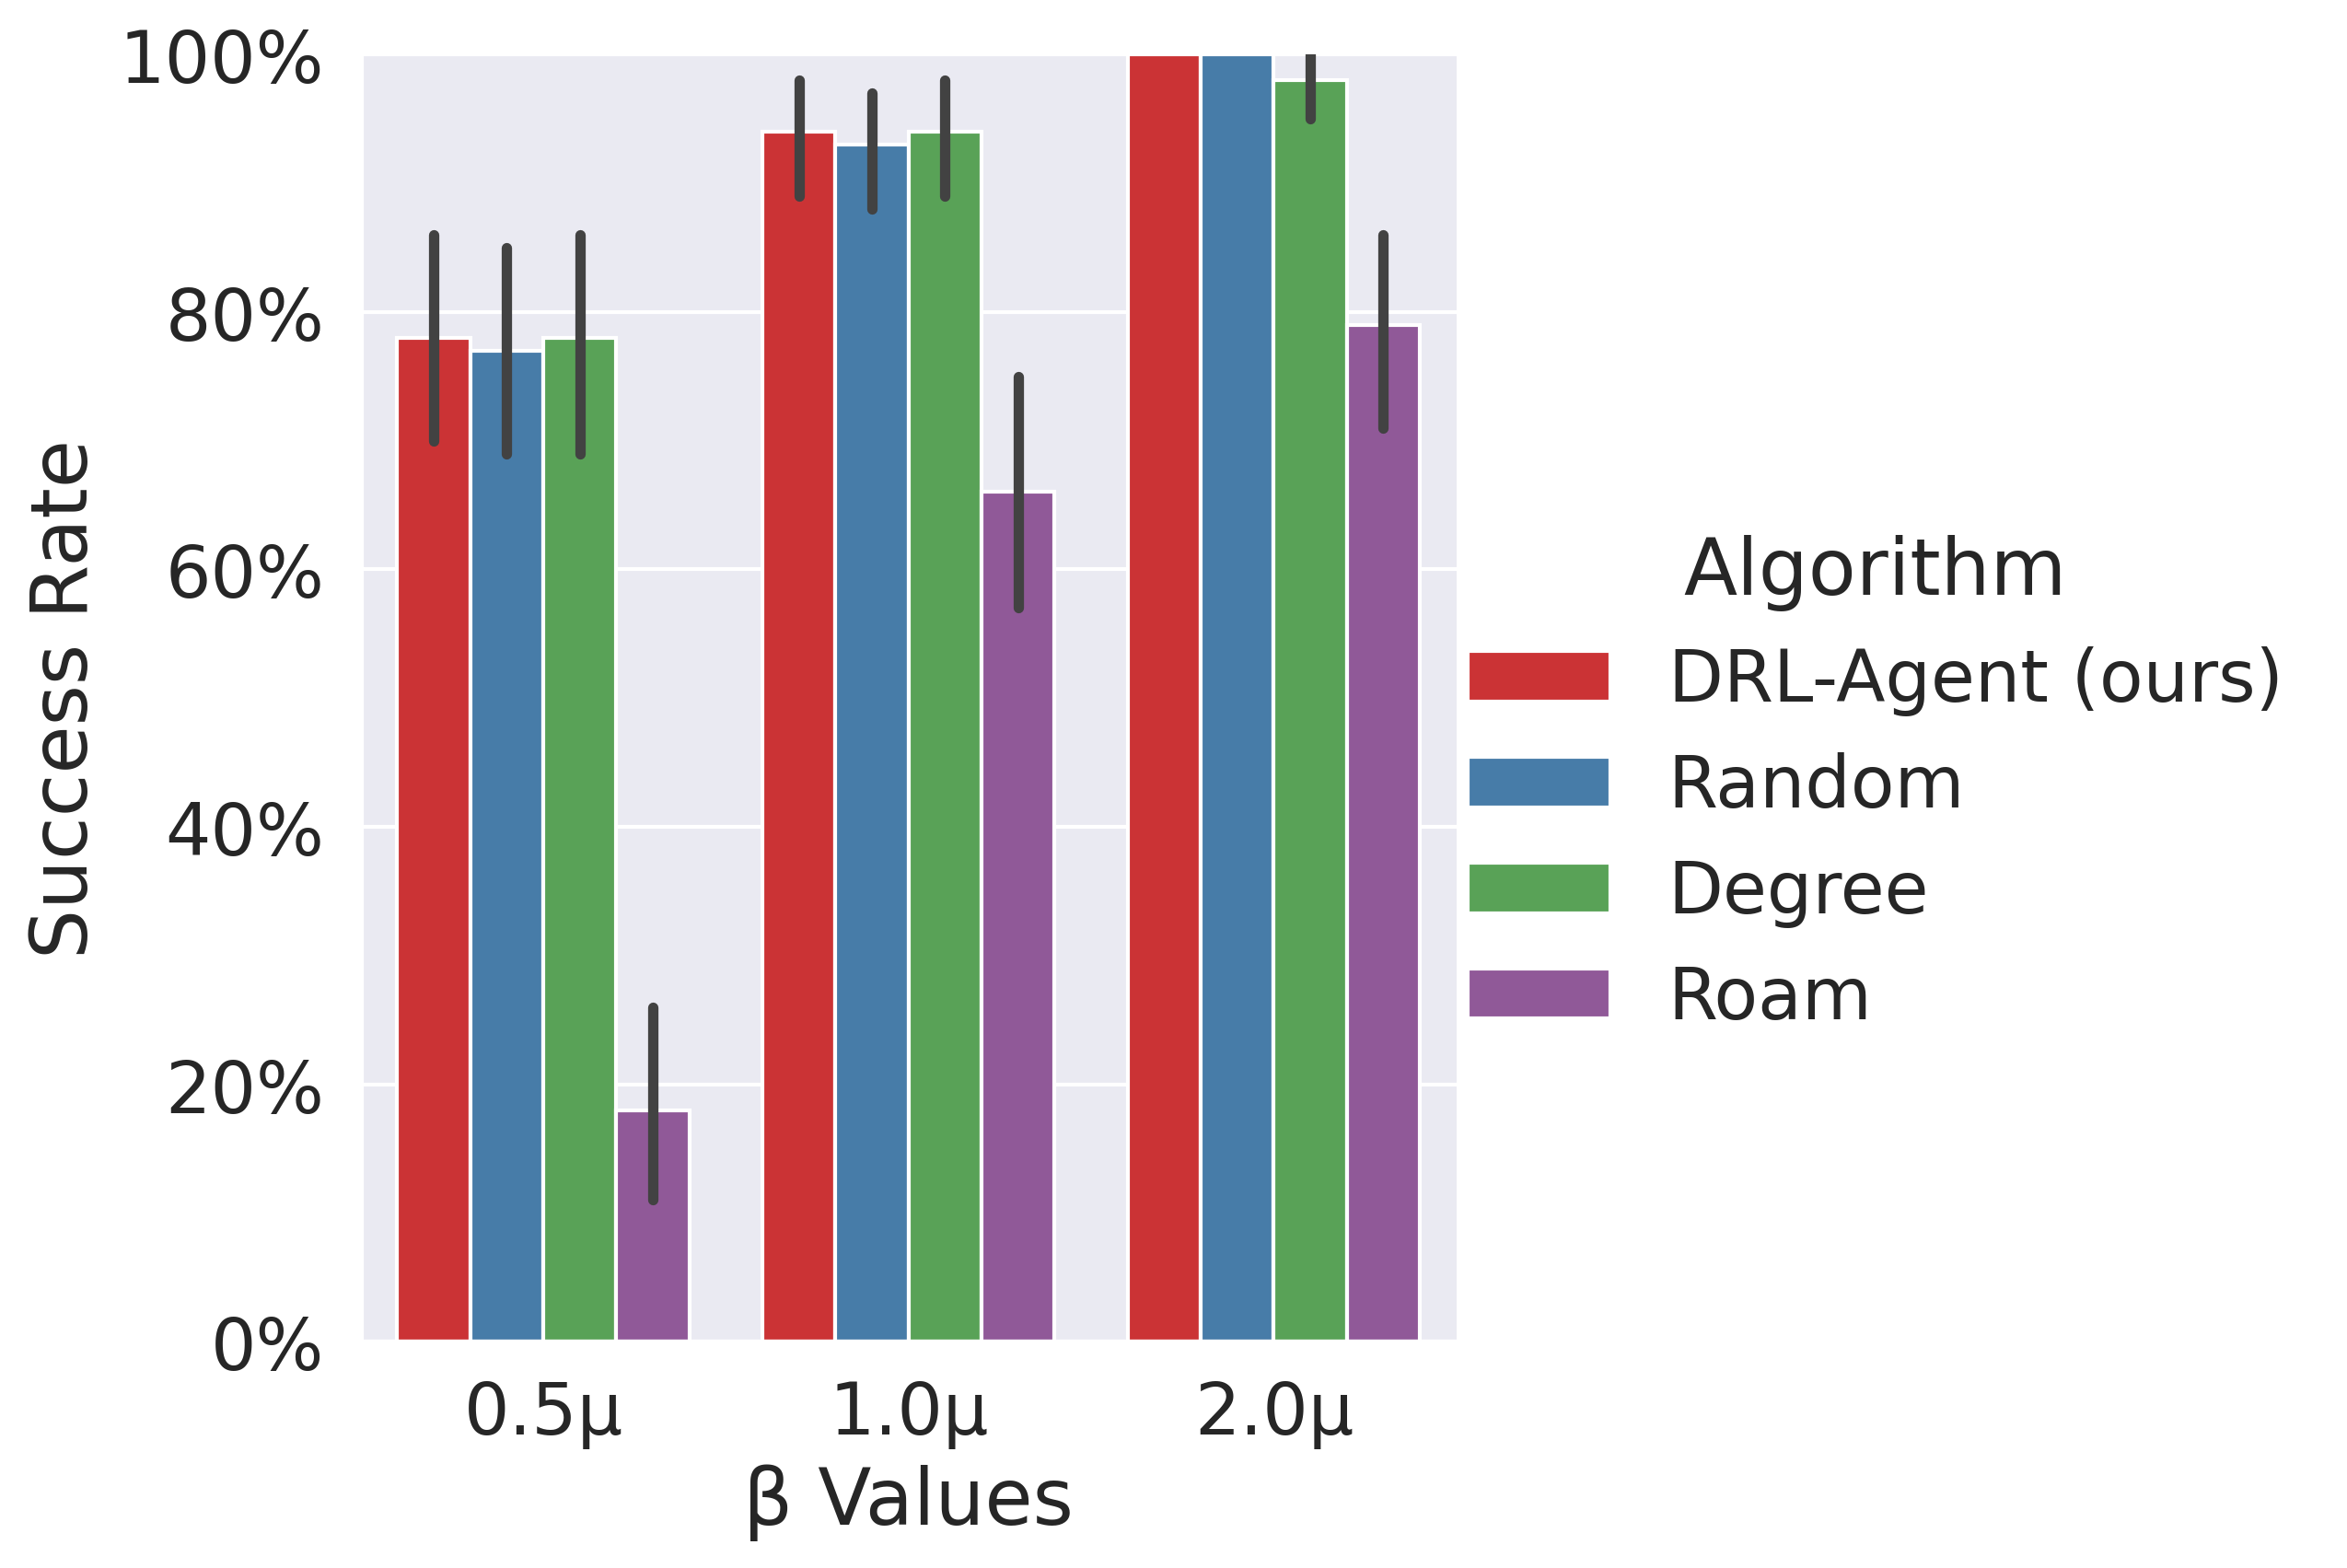 100%
80%
60%
40%
20%
0%
Success Rate
0.5μ 1.0μ 2.0μ
β Values
Algorithm
DRL-Agent (ours)
Random
Degree
Roam